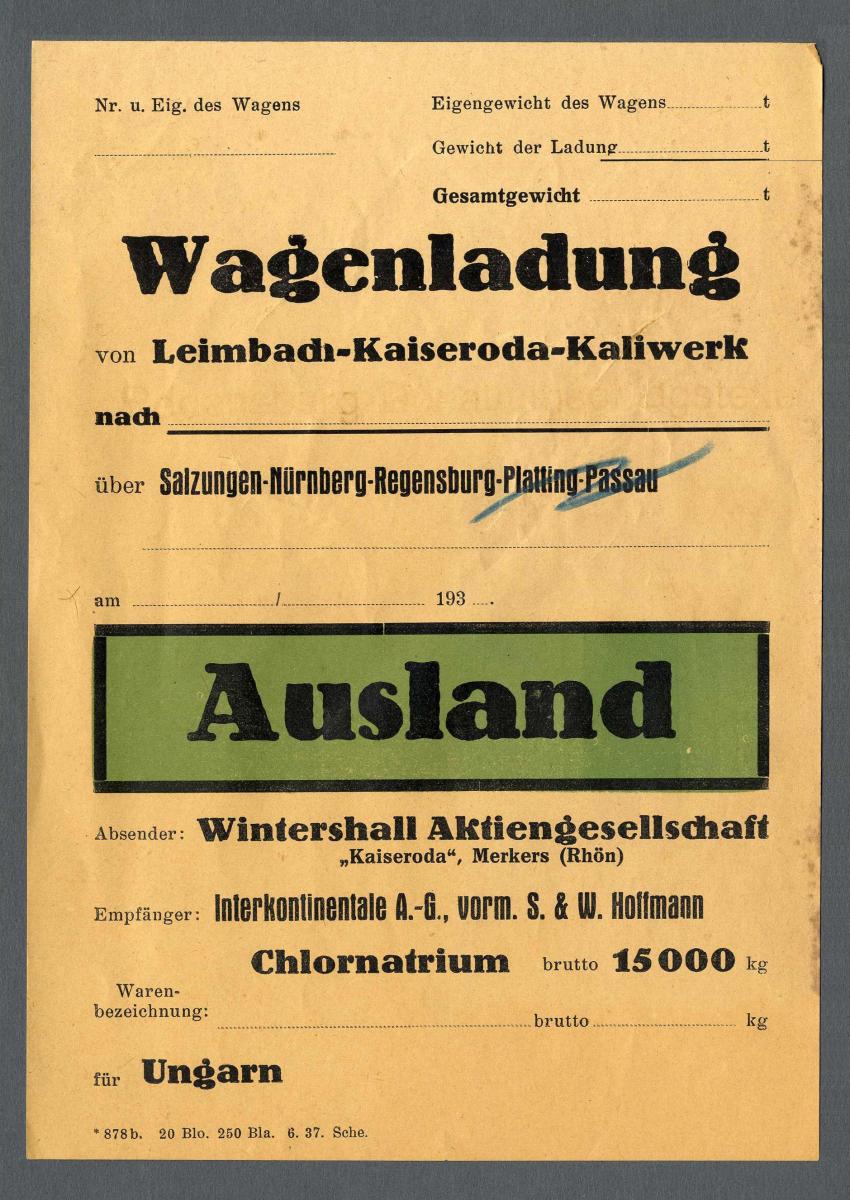 Nr. u. Eig. des Wagens
Eigengewicht des Wagens t
Gewicht der Ladung t
Gesamtgewicht t
Wagenladung
von Leimbach-Kaiseroda-Kaliwerk
nach
über Salzungen-Nürnberg-Regensburg-Plattling-Passau
am / 193 .
Ausland
Absender: Wintershall Aktiengesellschaft
„Kaiseroda“, Merkers (Rhön)
Empfänger: Interkontinentale A.-G., vorm. S. & W. Hoffmann
Chlornatrium brutto 15000 kg
Waren-
bezeichnung: brutto kg
für Ungarn
* 878b. 20 Blo. 250 Bla. 6. 37. Sche.